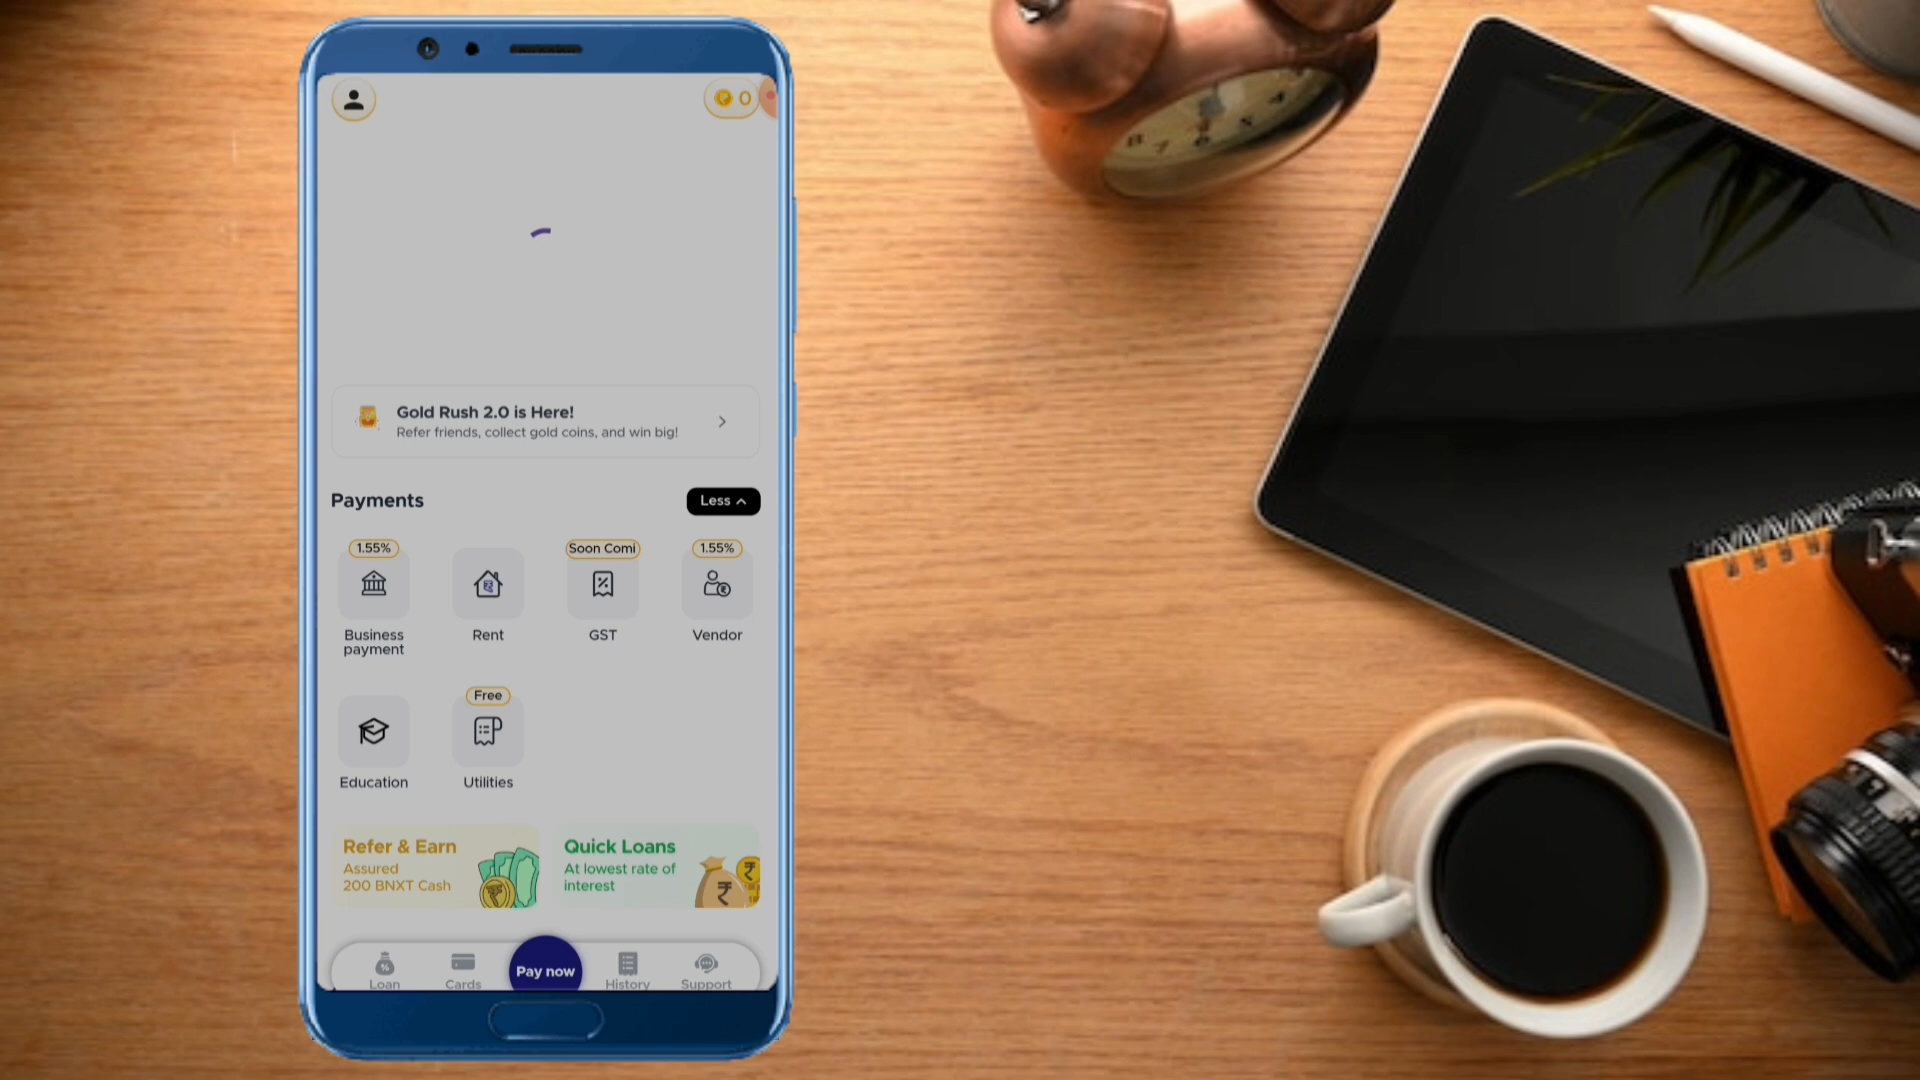 0
Gold Rush 2.0 is Here!
Refer friends, collect gold coins, and win big!
Payments
Less
1.55%
Soon Comi
1.55%
Business
payment
Rent
GST
Vendor
Free
Education
Utilities
Refer & Earn
Assured
200 BNXT Cash
Quick Loans
At lowest rate of
interest
Loan
Cards
Pay now
History
Support